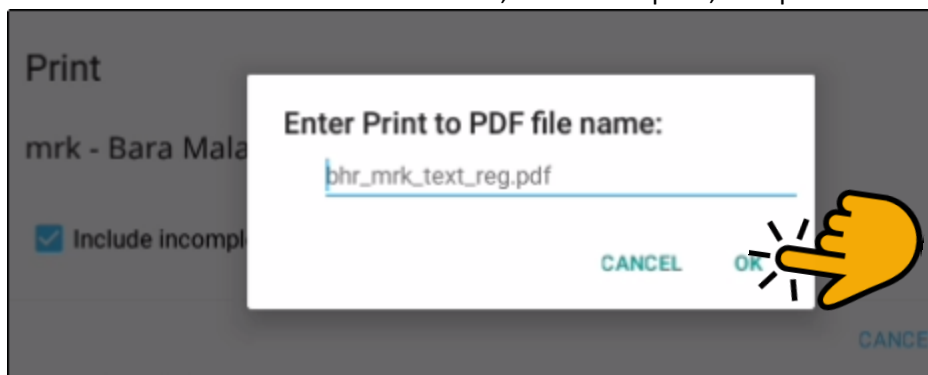 Print
Enter Print to PDF file name:
mrk - Bara Mala
bhr_mrk_text_reg.pdf
Include incompl
CANCEL OK
CANCE